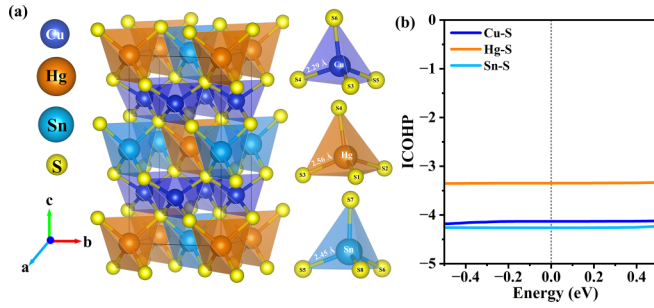 (a)
Cu
Hg
Sn
S
c
b
a
S6
2.29 Å
Cu
S4
S3
S5
S4
2.56 Å
Hg
S3
S2
S1
S7
2.45 Å
Sn
S5
S8
S6
(b)
Cu-S
Hg-S
Sn-S
ICOHP
0
−1
−2
−3
−4
−5
−0.4
−0.2
0.0
0.2
0.4
Energy (eV)